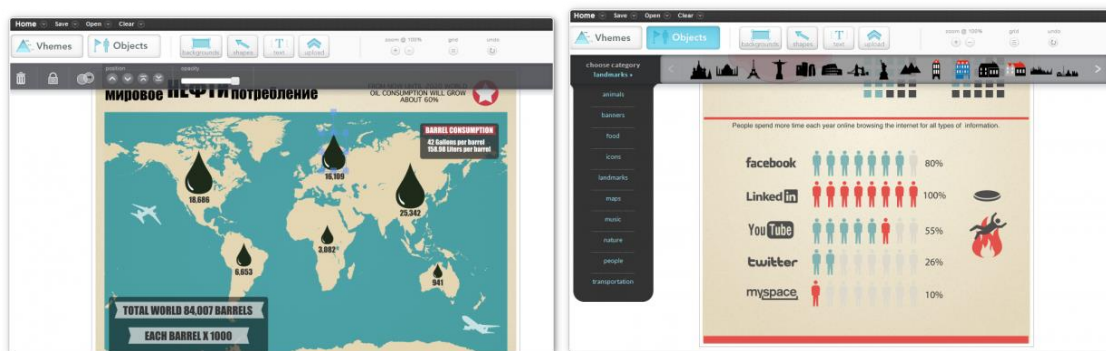 Home Save Open Clear
Vhemes Objects backgrounds shapes text upload zoom @ 100% grid undo
position opacity
мировое НЕФТИ потребление
OIL CONSUMPTION WILL GROW
ABOUT 60%
BARREL CONSUMPTION
42 Gallons per barrel
158.98 Liters per barrel
16,109
18,686
25,342
3,082
6,653
941
TOTAL WORLD 84,007 BARRELS
EACH BARREL X 1000
Home Save Open Clear
Vhemes Objects backgrounds shapes text upload zoom @ 100% grid undo
choose category
landmarks
animals
banners
food
icons
landmarks
maps
music
nature
people
transportation
People spend more time each year online browsing the internet for all types of information.
facebook 80%
Linked in 100%
YouTube 55%
twitter 26%
myspace 10%